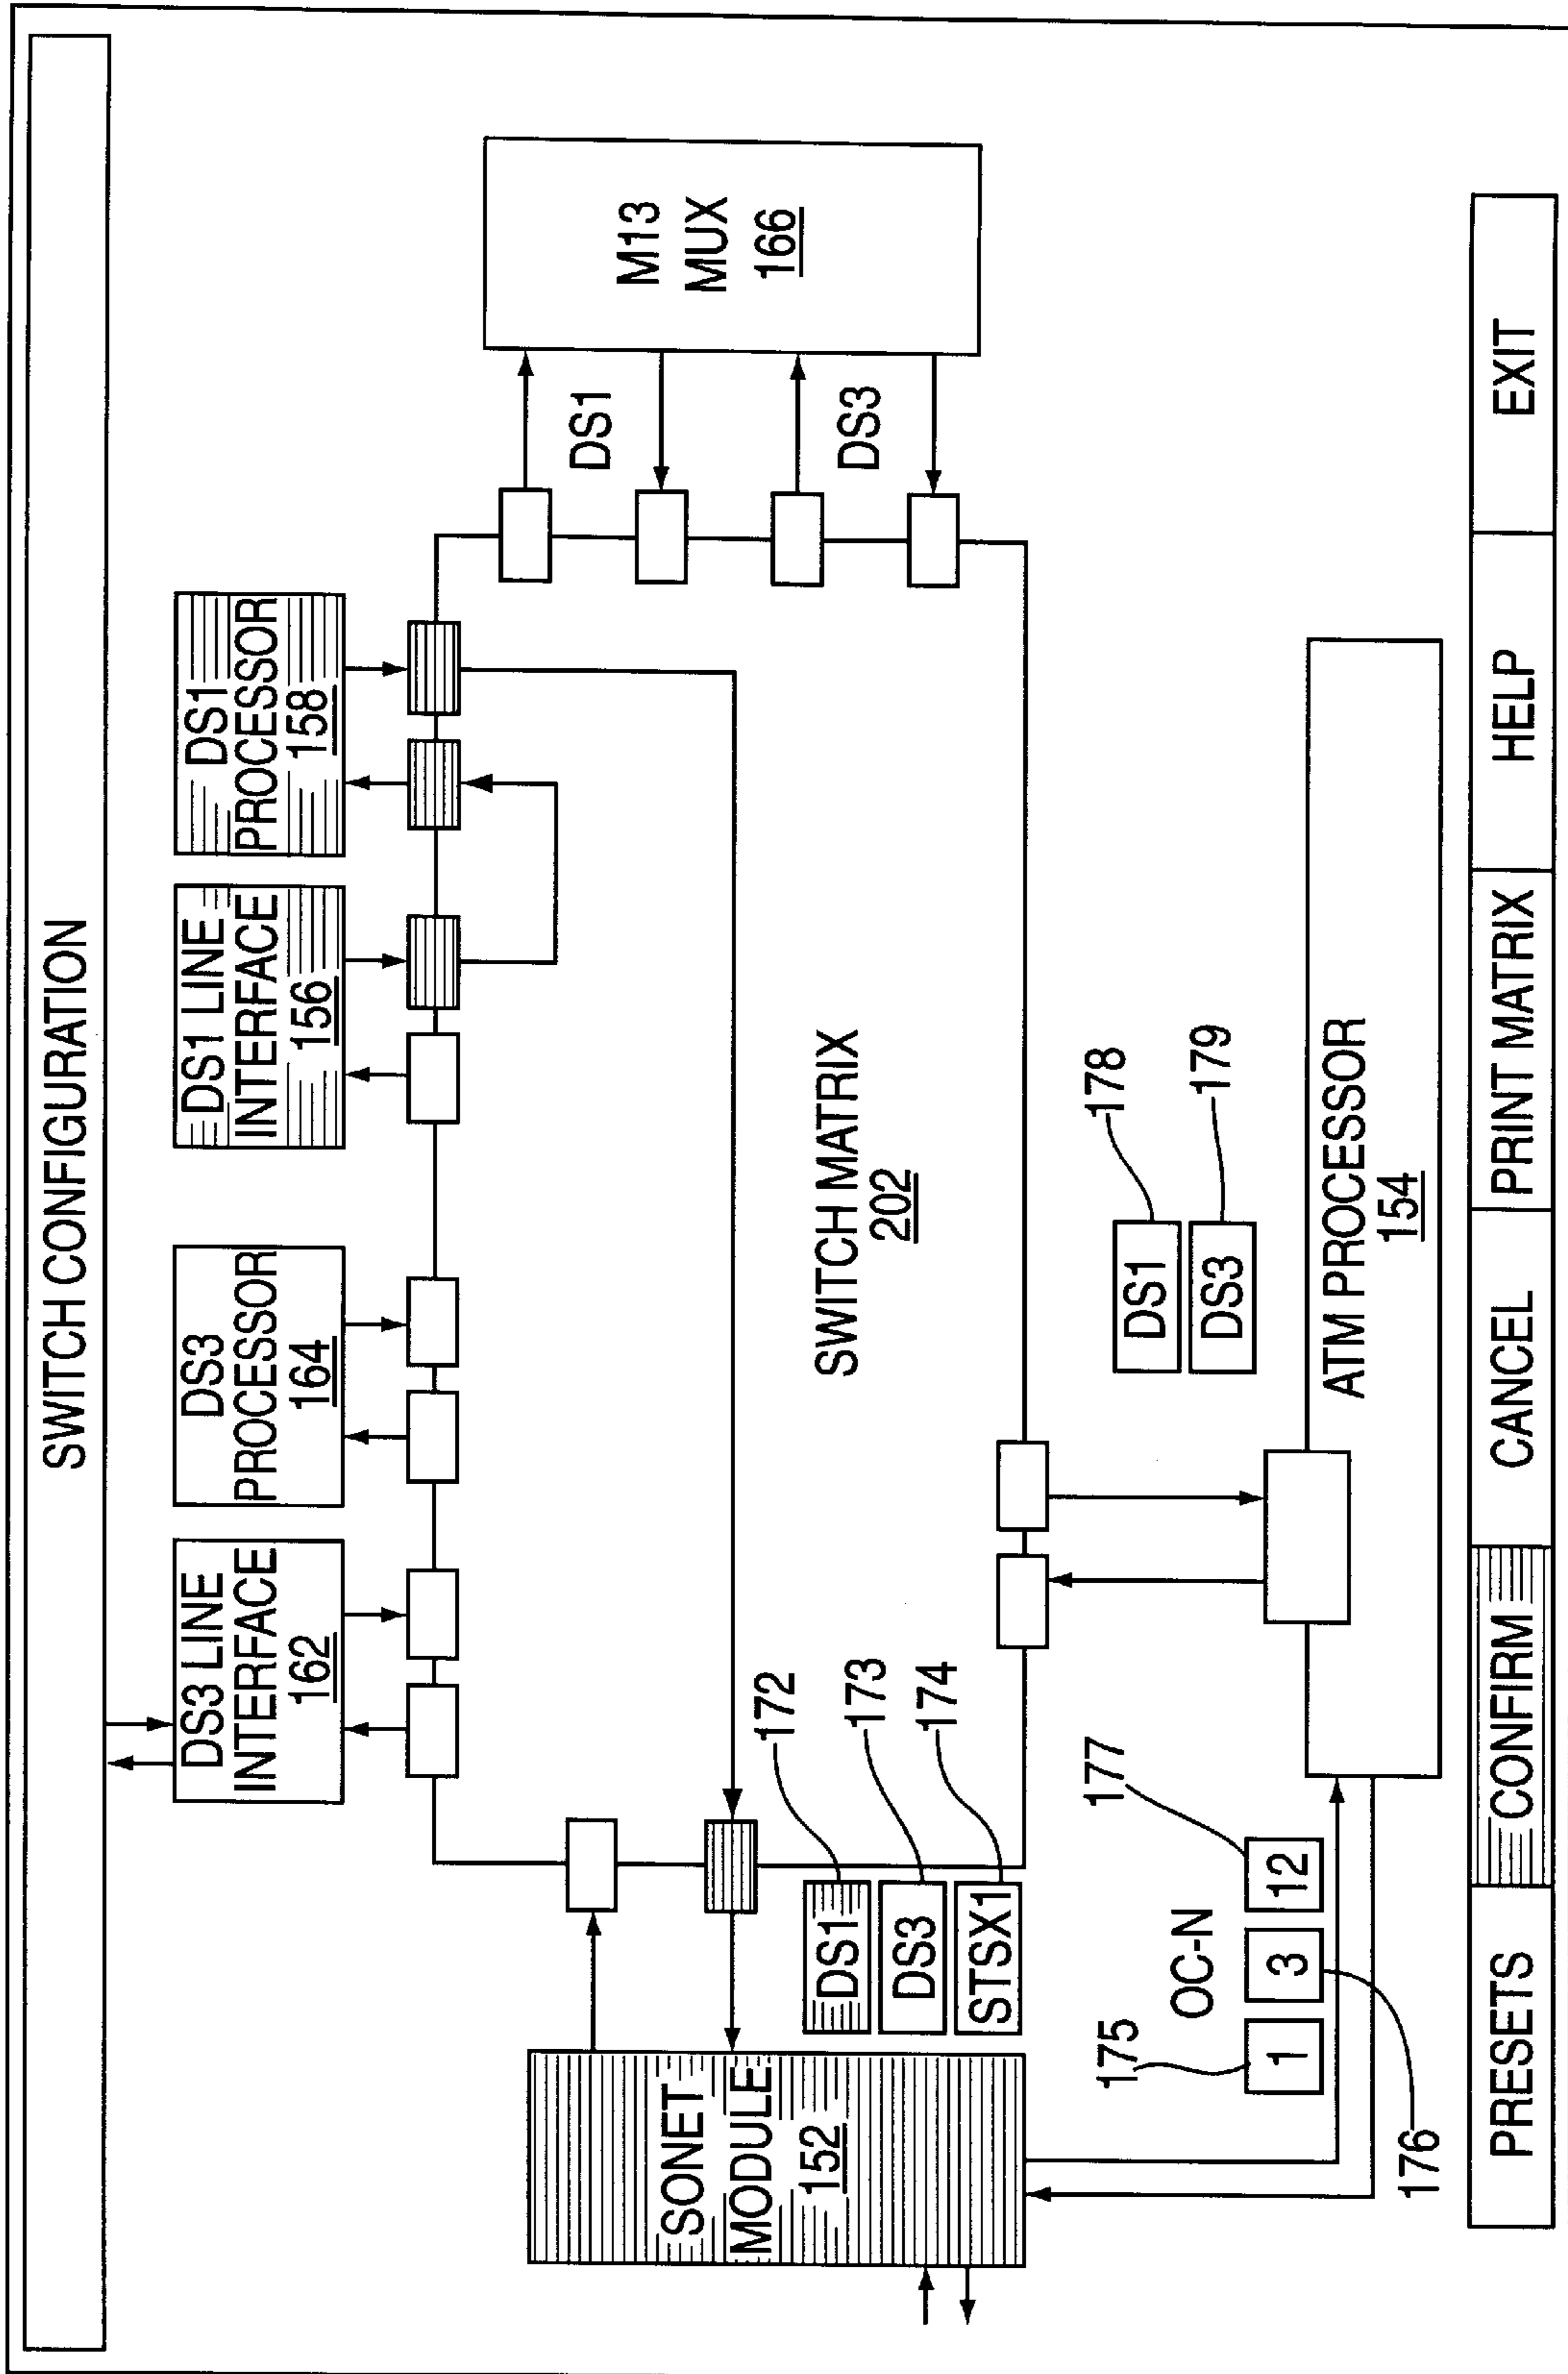 SWITCH CONFIGURATION
DS3 LINE
INTERFACE
162
DS3
PROCESSOR
164
DS1 LINE
INTERFACE
156
DS1
PROCESSOR
158
M13
MUX
166
DS1
DS3
SWITCH MATRIX
202
SONET
MODULE
152
DS1
DS3
STSX1
172
173
174
175
176
177
OC-N
1
3
12
DS1
DS3
178
179
ATM PROCESSOR
154
PRESETS
CONFIRM
CANCEL
PRINT MATRIX
HELP
EXIT